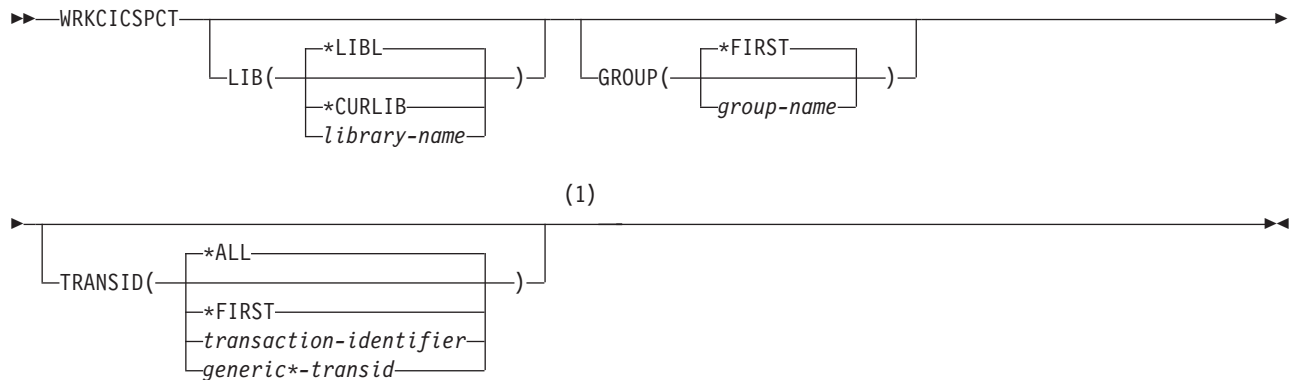 WRKCICSPCT
LIB(
*LIBL
*CURLIB
library-name
)
GROUP(
*FIRST
group-name
)
(1)
TRANSID(
*ALL
*FIRST
transaction-identifier
generic*-transid
)